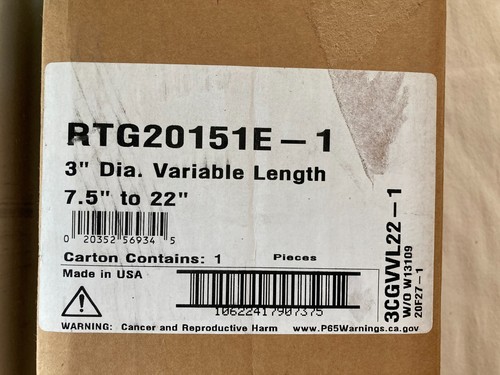 RTG20151E-1
3" Dia. Variable Length
7.5" to 22"
0 20352 56934 5
Carton Contains: 1 Pieces
Made in USA
10622417907375
WARNING: Cancer and Reproductive Harm www.P65Warnings.ca.gov
3CGVVL22-1
W/O W13109
20F27-1